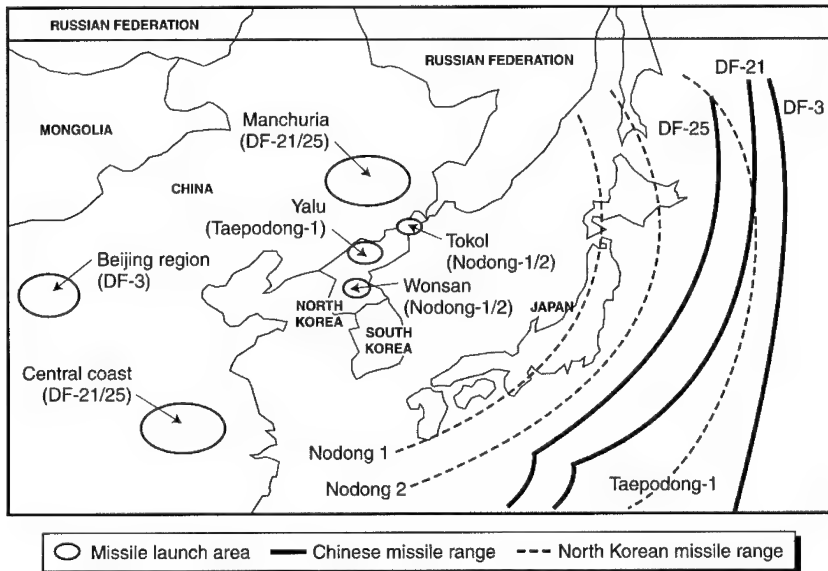 RUSSIAN FEDERATION
RUSSIAN FEDERATION
DF-21
DF-3
DF-25
MONGOLIA
Manchuria
(DF-21/25)
CHINA
Yalu
(Taepodong-1)
Tokol
(Nodong-1/2)
Beijing region
(DF-3)
Wonsan
(Nodong-1/2)
NORTH
KOREA
JAPAN
SOUTH
KOREA
Central coast
(DF-21/25)
Nodong 1
Nodong 2
Taepodong-1
Missile launch area
Chinese missile range
North Korean missile range